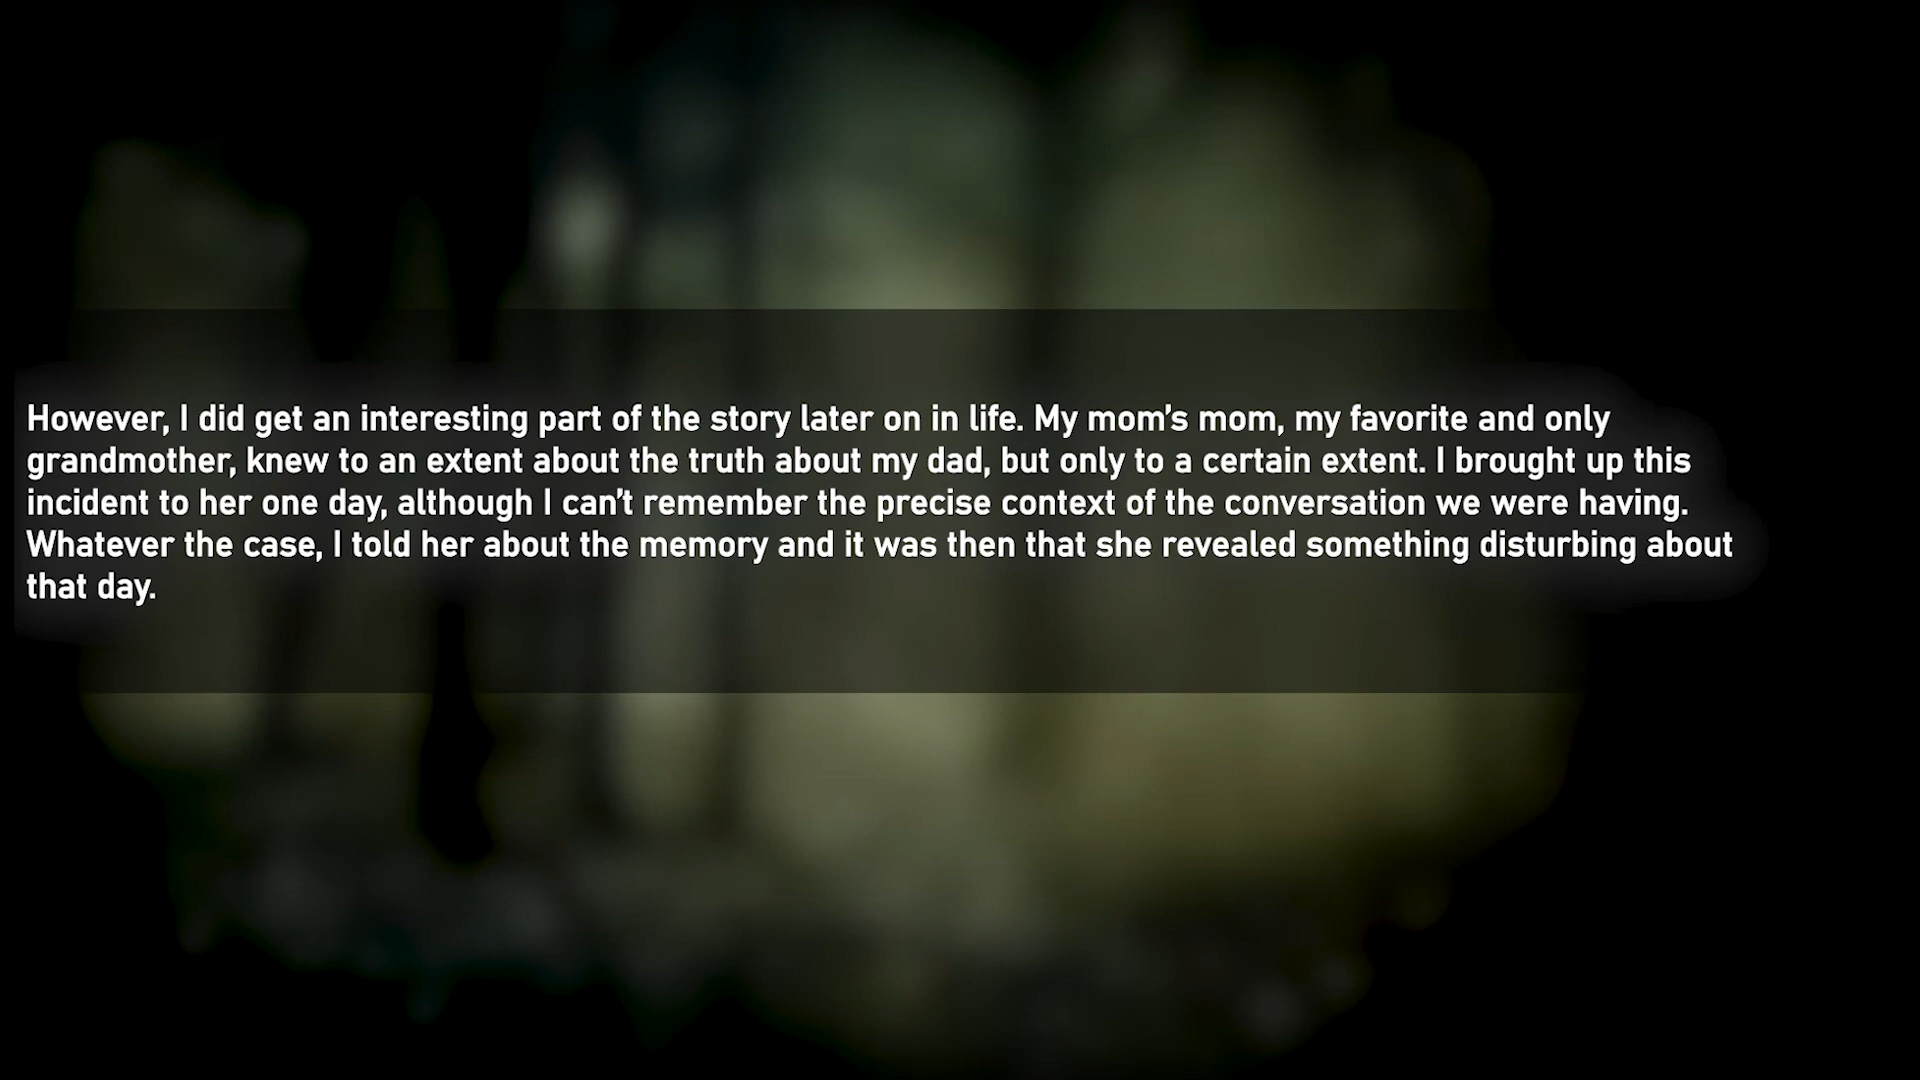 However, I did get an interesting part of the story later on in life. My mom’s mom, my favorite and only
grandmother, knew to an extent about the truth about my dad, but only to a certain extent. I brought up this
incident to her one day, although I can’t remember the precise context of the conversation we were having.
Whatever the case, I told her about the memory and it was then that she revealed something disturbing about
that day.